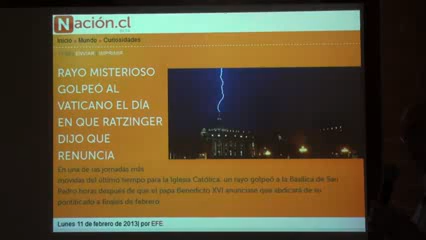 Nación.cl
Inicio » Mundo » Curiosidades
RAYO MISTERIOSO
GOLPEÓ AL
VATICANO EL DÍA
EN QUE RATZINGER
DIJO QUE
RENUNCIA
En una de las jornadas más
movidas del último tiempo para la Iglesia Católica, un rayo golpeó a la Basílica de San
Pedro horas después de que el papa Benedicto XVI anunciase que abdicará de su
pontificado a finales de febrero.
Lunes 11 de febrero de 2013| por EFE